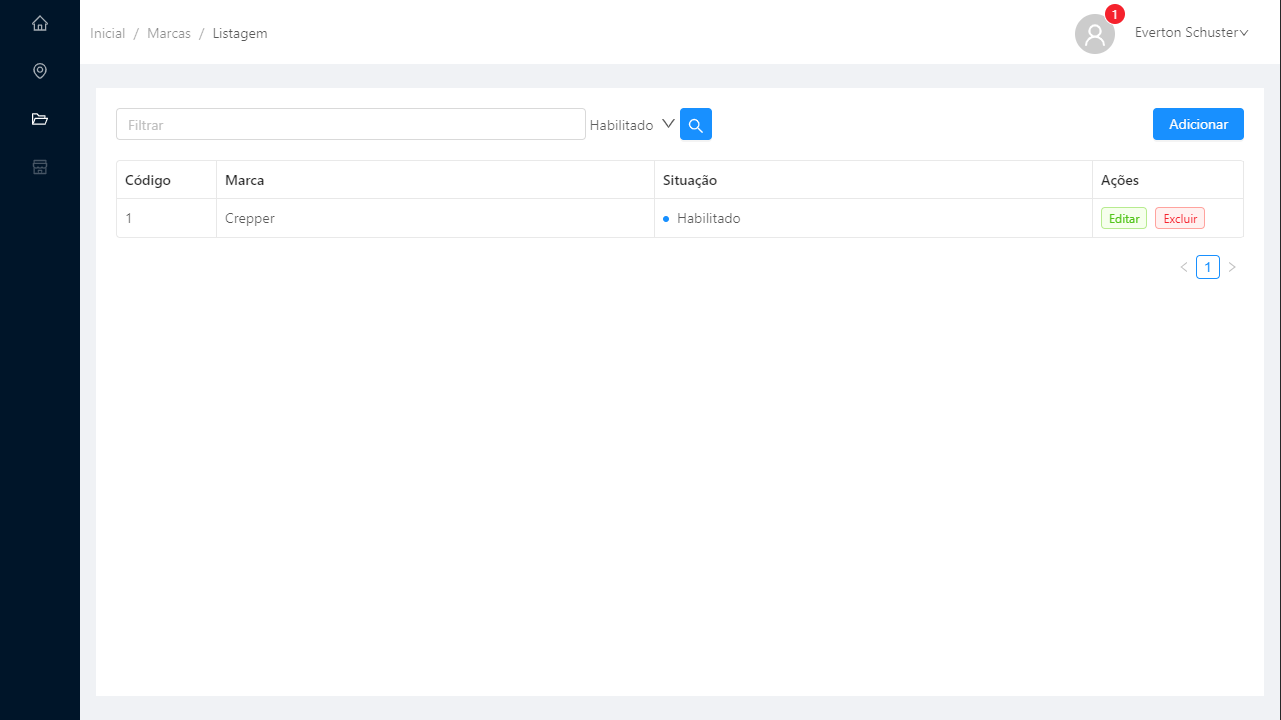 Inicial / Marcas / Listagem
1
Everton Schuster
Filtrar
Habilitado
Adicionar
Código Marca Situação Ações
1 Crepper Habilitado Editar Excluir
1